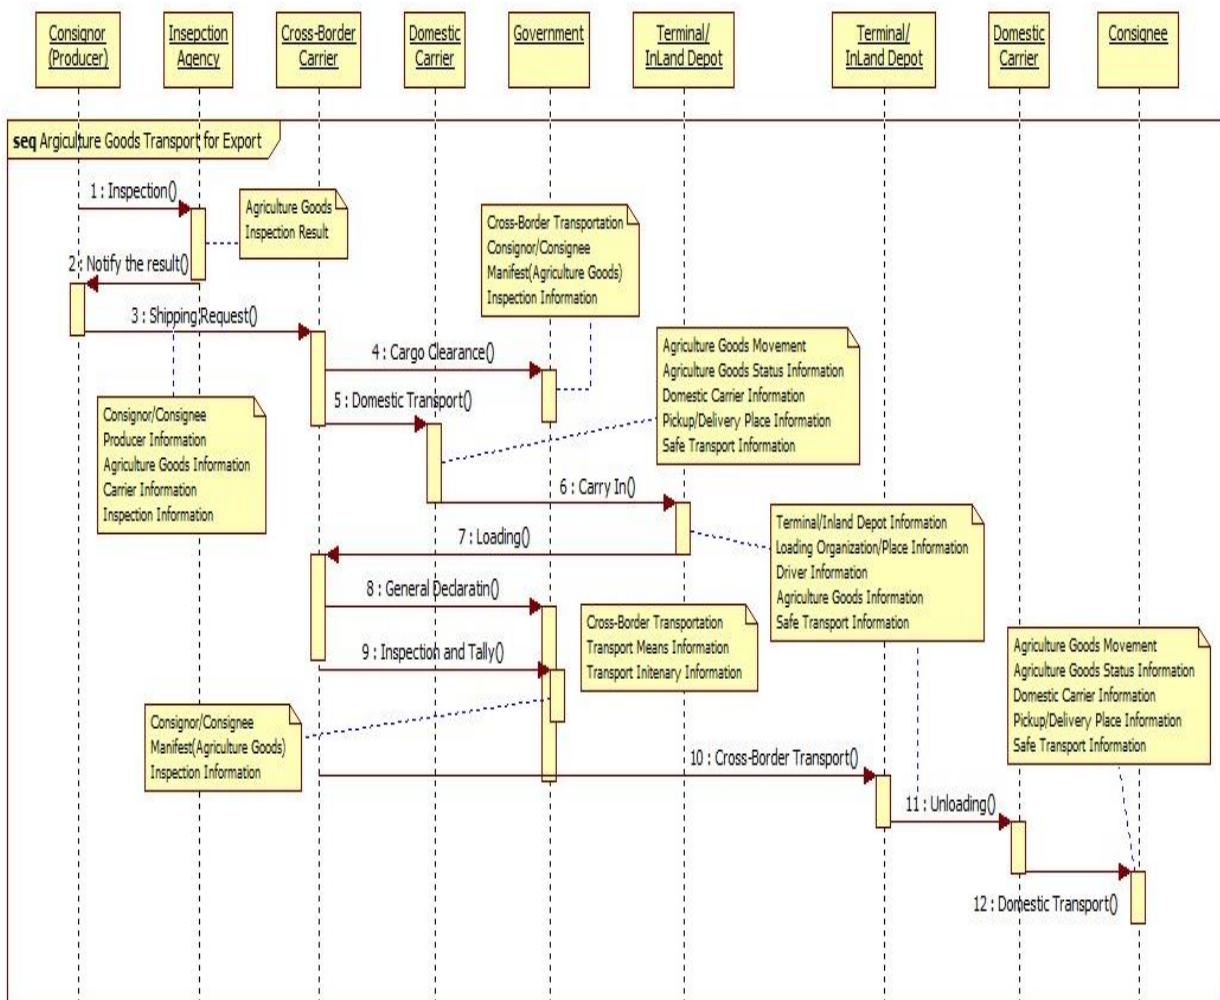 Consignor
(Producer)
Insepction
Agency
Cross-Border
Carrier
Domestic
Carrier
Government
Terminal/
InLand Depot
Terminal/
InLand Depot
Domestic
Carrier
Consignee
seq Argiculture Goods Transport for Export
1 : Inspection()
Agriculture Goods
Inspection Result
Cross-Border Transportation
Consignor/Consignee
Manifest(Agriculture Goods)
Inspection Information
2 : Notify the result()
3 : Shipping Request()
4 : Cargo Clearance()
Agriculture Goods Movement
Agriculture Goods Status Information
Domestic Carrier Information
Pickup/Delivery Place Information
Safe Transport Information
5 : Domestic Transport()
Consignor/Consignee
Producer Information
Agriculture Goods Information
Carrier Information
Inspection Information
6 : Carry In()
Terminal/Inland Depot Information
Loading Organization/Place Information
Driver Information
Agriculture Goods Information
Safe Transport Information
7 : Loading()
8 : General Declaratin()
Cross-Border Transportation
Transport Means Information
Transport Initenary Information
9 : Inspection and Tally()
Agriculture Goods Movement
Agriculture Goods Status Information
Domestic Carrier Information
Pickup/Delivery Place Information
Safe Transport Information
Consignor/Consignee
Manifest(Agriculture Goods)
Inspection Information
10 : Cross-Border Transport()
11 : Unloading()
12 : Domestic Transport()